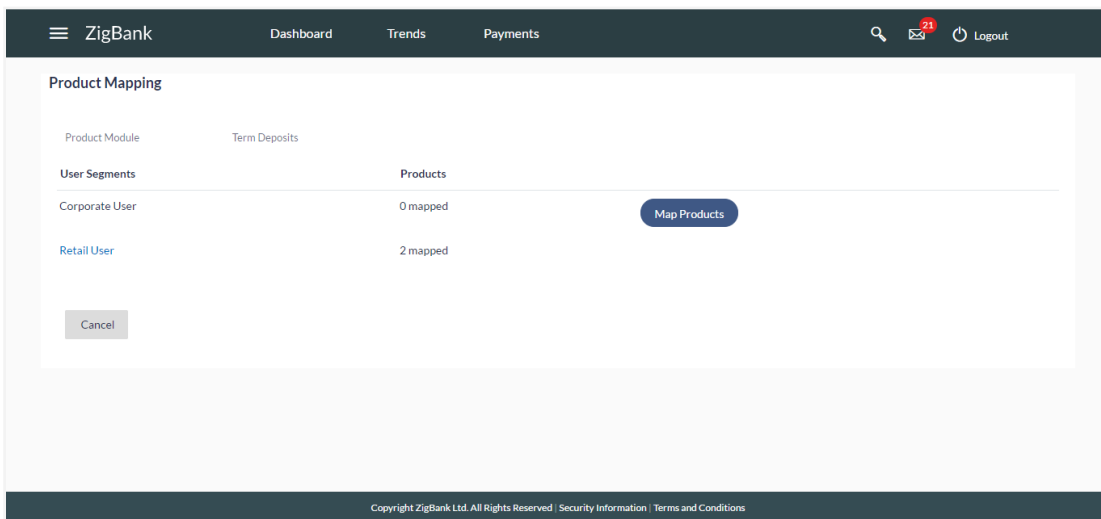 ZigBank Dashboard Trends Payments 21 Logout
Product Mapping
Product Module Term Deposits
User Segments Products
Corporate User 0 mapped Map Products
Retail User 2 mapped
Cancel
Copyright ZigBank Ltd. All Rights Reserved | Security Information | Terms and Conditions